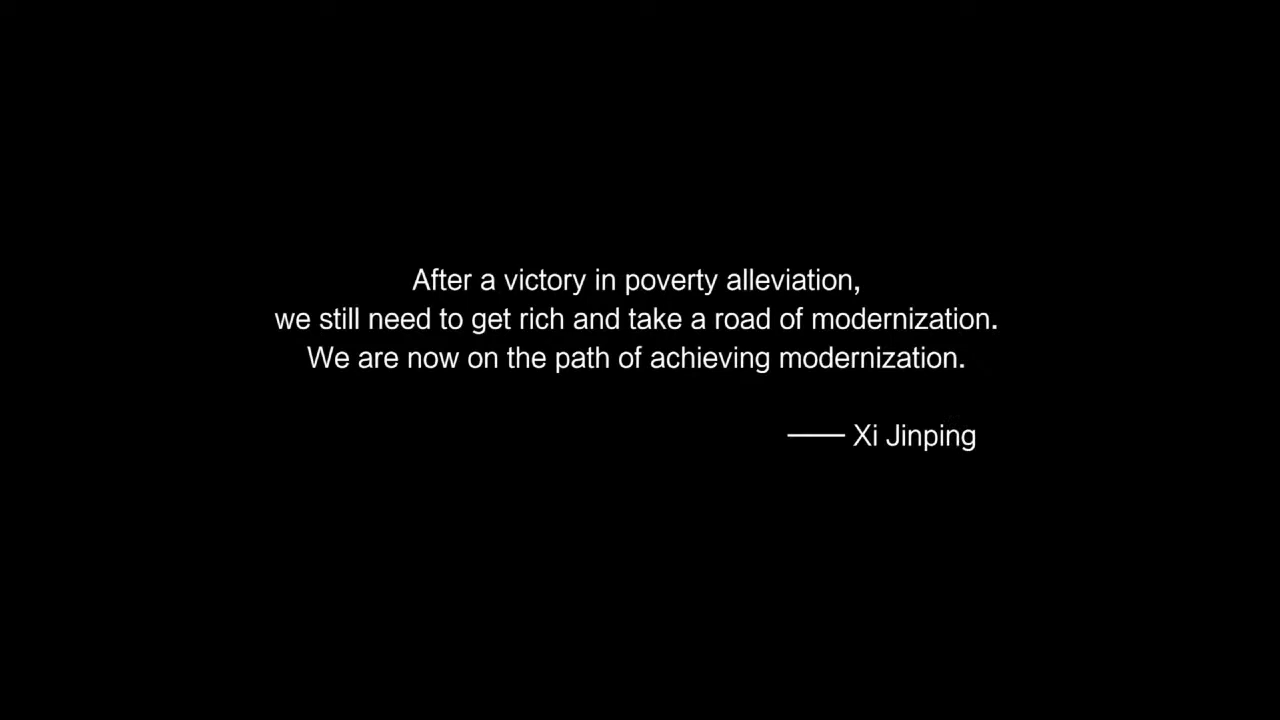 After a victory in poverty alleviation,
we still need to get rich and take a road of modernization.
We are now on the path of achieving modernization.
—— Xi Jinping